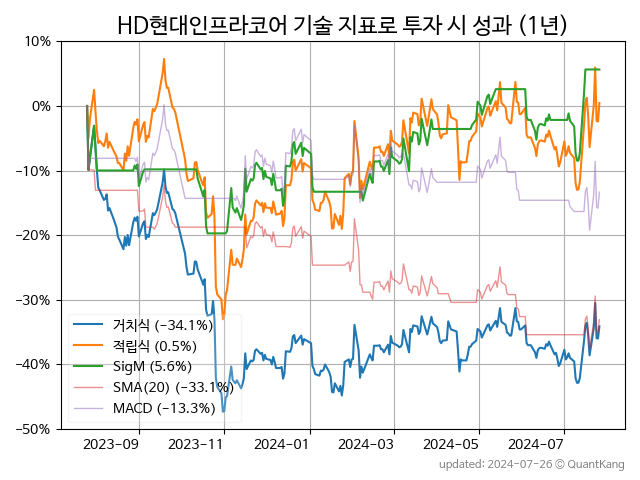 HD현대인프라코어 기술 지표로 투자 시 성과 (1년)
10%
0%
−10%
−20%
−30%
−40%
−50%
거치식 (−34.1%)
적립식 (0.5%)
SigM (5.6%)
SMA(20) (−33.1%)
MACD (−13.3%)
2023−09
2023−11
2024−01
2024−03
2024−05
2024−07
updated: 2024−07−26 © QuantKang